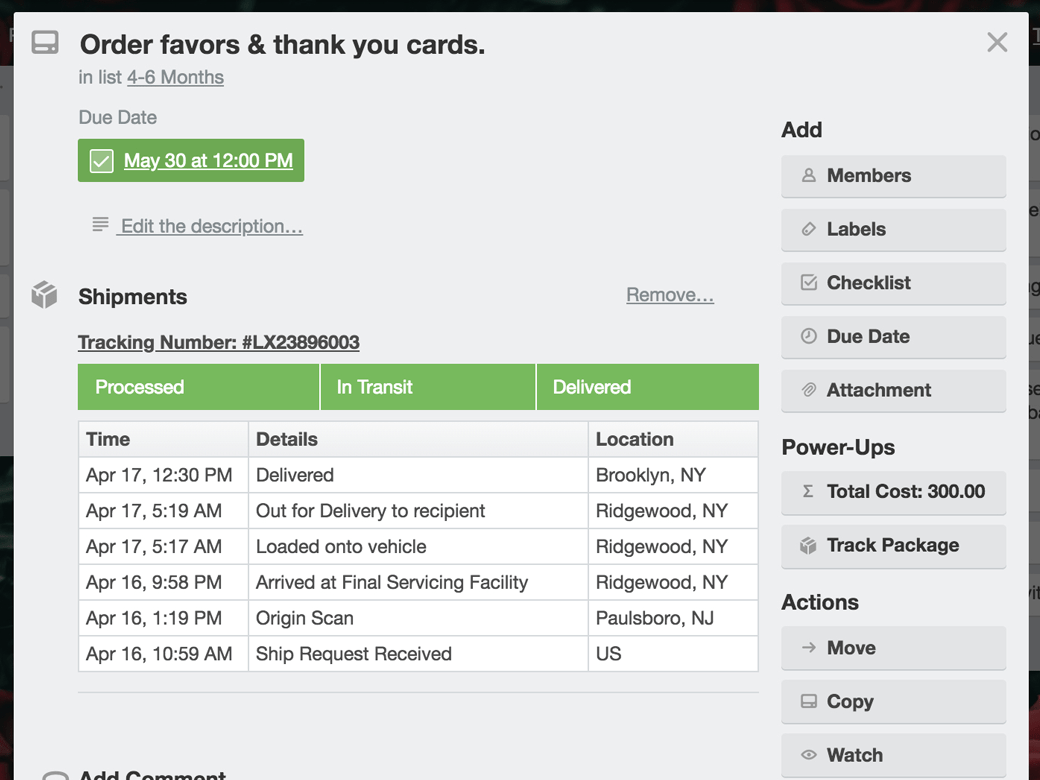 Order favors & thank you cards.
in list 4-6 Months
Due Date
May 30 at 12:00 PM
Edit the description...
Shipments
Remove...
Tracking Number: #LX23896003
Processed In Transit Delivered
Time Details Location
Apr 17, 12:30 PM Delivered Brooklyn, NY
Apr 17, 5:19 AM Out for Delivery to recipient Ridgewood, NY
Apr 17, 5:17 AM Loaded onto vehicle Ridgewood, NY
Apr 16, 9:58 PM Arrived at Final Servicing Facility Ridgewood, NY
Apr 16, 1:19 PM Origin Scan Paulsboro, NJ
Apr 16, 10:59 AM Ship Request Received US
Add Comment
Add
Members
Labels
Checklist
Due Date
Attachment
Power-Ups
Σ Total Cost: 300.00
Track Package
Actions
Move
Copy
Watch